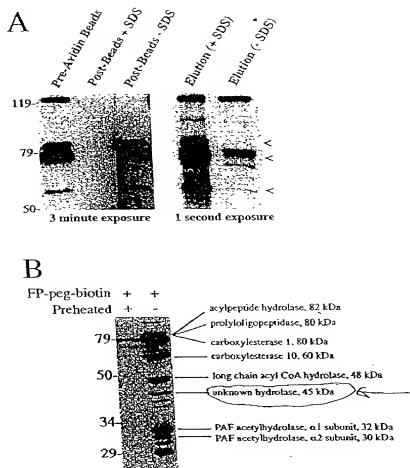 A
Pre-Avidin Beads
Post-Beads + SDS
Post-Beads - SDS
Elution (+ SDS)
Elution (- SDS)
119-
79-
50-
3 minute exposure
1 second exposure
B
FP-peg-biotin + +
Preheated + -
79-
50-
34-
29-
acylpeptide hydrolase, 82 kDa
prolyloligopeptidase, 80 kDa
carboxylesterase 1, 80 kDa
carboxylesterase 10, 60 kDa
long chain acyl CoA hydrolase, 48 kDa
unknown hydrolase, 45 kDa
PAF acetylhydrolase, α1 subunit, 32 kDa
PAF acetylhydrolase, α2 subunit, 30 kDa